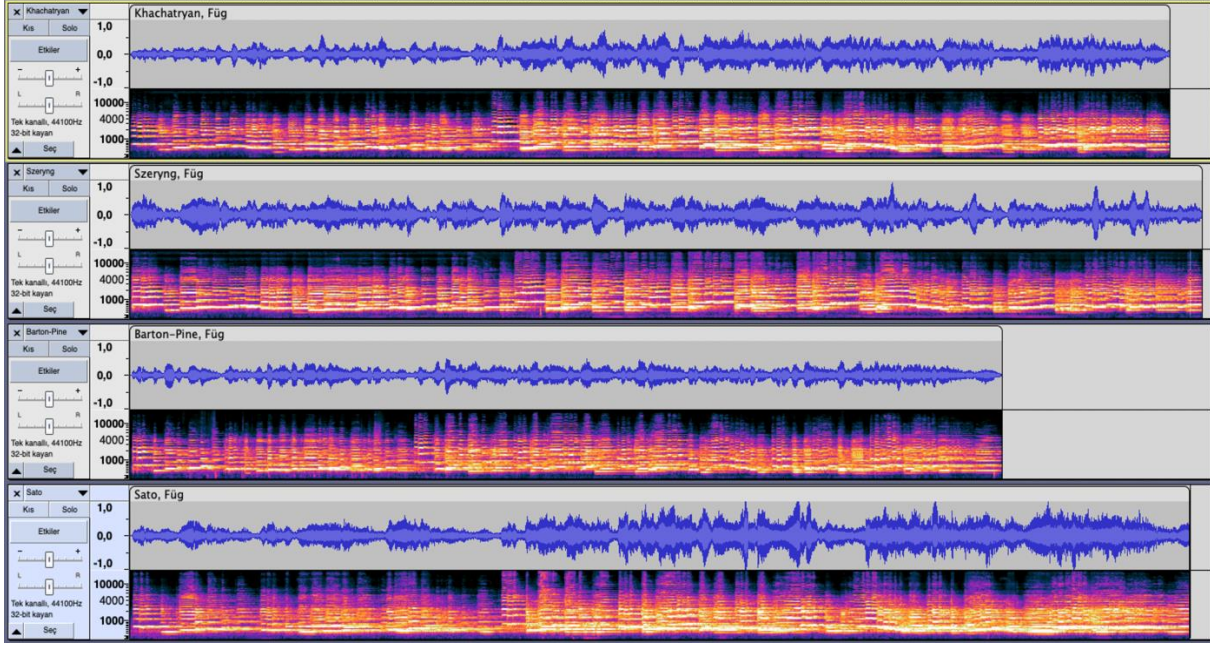 Khachatryan
Khachatryan, Füg
Kıs Solo
Etkiler
- +
L R
Tek kanallı, 44100Hz
32-bit kayan
Seç
1,0
0,0
-1,0
10000
4000
1000
Szeryng
Szeryng, Füg
Kıs Solo
Etkiler
- +
L R
Tek kanallı, 44100Hz
32-bit kayan
Seç
1,0
0,0
-1,0
10000
4000
1000
Barton-Pine
Barton-Pine, Füg
Kıs Solo
Etkiler
- +
L R
Tek kanallı, 44100Hz
32-bit kayan
Seç
1,0
0,0
-1,0
10000
4000
1000
Sato
Sato, Füg
Kıs Solo
Etkiler
- +
L R
Tek kanallı, 44100Hz
32-bit kayan
Seç
1,0
0,0
-1,0
10000
4000
1000